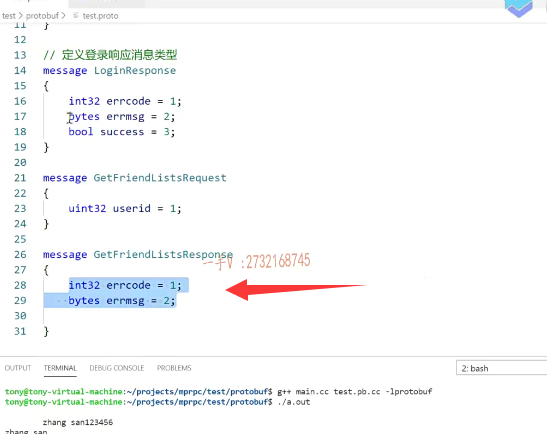 test > protobuf > test.proto
11 }
12
13 // 定义登录响应消息类型
14 message LoginResponse
15 {
16 int32 errcode = 1;
17 bytes errmsg = 2;
18 bool success = 3;
19 }
20
21 message GetFriendListsRequest
22 {
23 uint32 userid = 1;
24 }
25
26 message GetFriendListsResponse
一手V :2732168745
27 {
28 int32 errcode = 1;
29 bytes errmsg = 2;
30
31 }
OUTPUT TERMINAL DEBUG CONSOLE PROBLEMS 2: bash
tony@tony-virtual-machine:~/projects/mprpc/test/protobuf$ g++ main.cc test.pb.cc -lprotobuf
tony@tony-virtual-machine:~/projects/mprpc/test/protobuf$ ./a.out
zhang san123456
zhang san